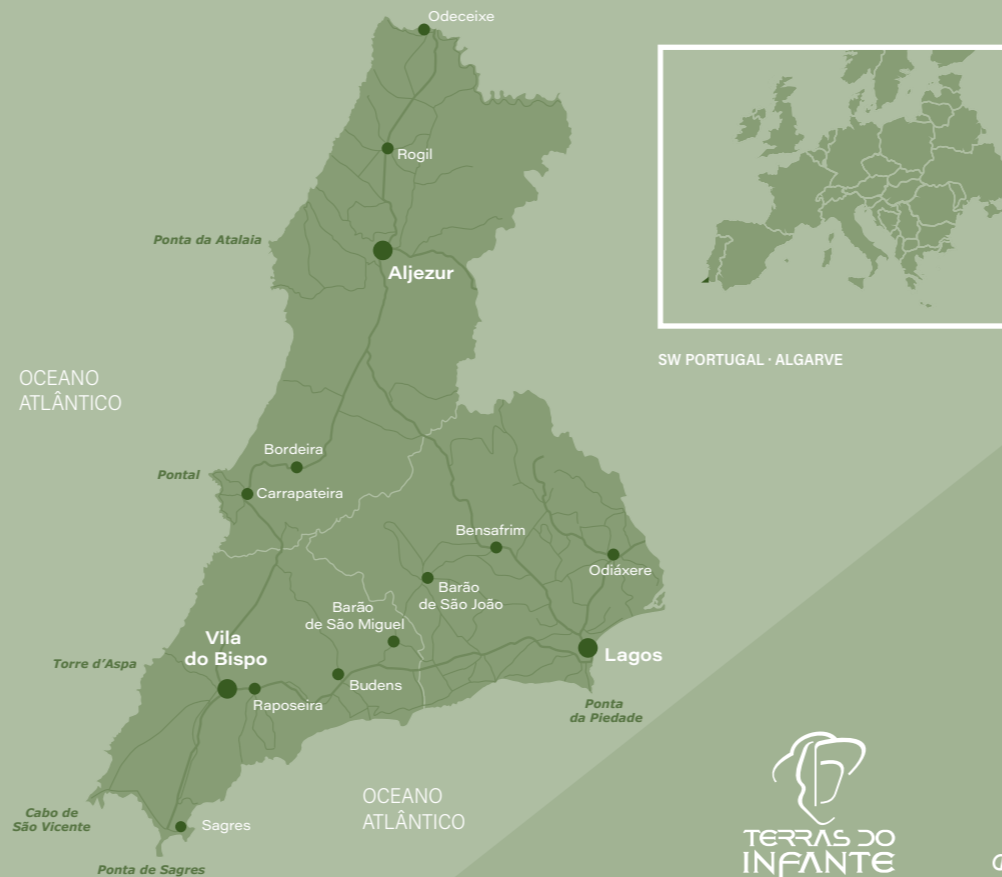 Odeceixe
Rogil
Ponta da Atalaia
Aljezur
SW PORTUGAL · ALGARVE
OCEANO
ATLÂNTICO
Bordeira
Pontal
Carrapateira
Bensafrim
Odiáxere
Barão
de São João
Barão
de São Miguel
Vila
do Bispo
Torre d'Aspa
Lagos
Budens
Raposeira
Ponta
da Piedade
OCEANO
ATLÂNTICO
Cabo de
São Vicente
Sagres
Ponta de Sagres
TERRAS DO
INFANTE